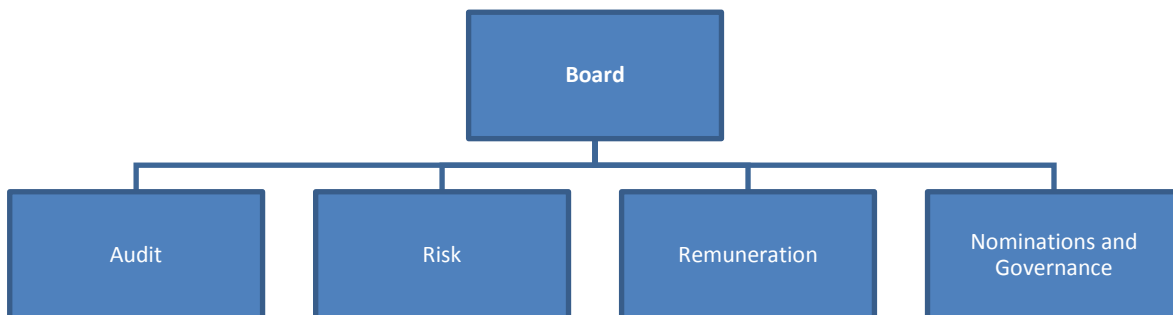 Board
Audit
Risk
Remuneration
Nominations and
Governance